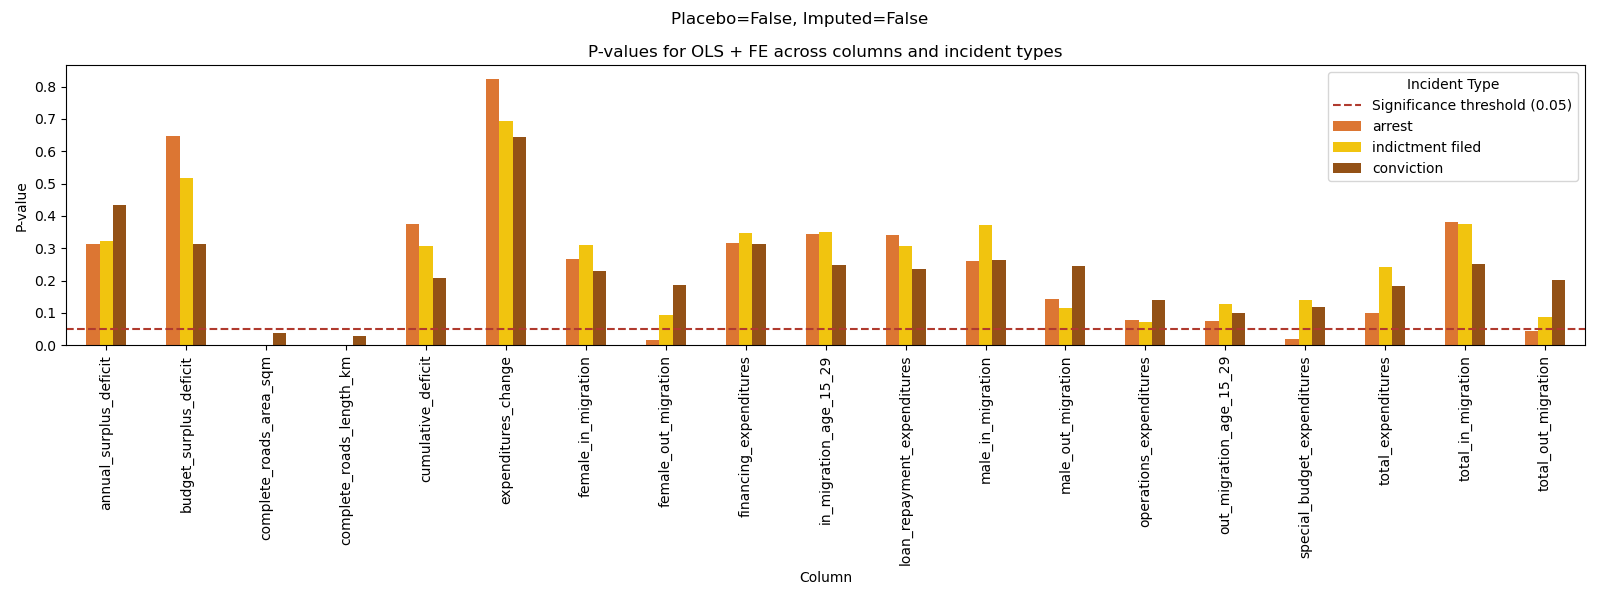 Placebo=False, Imputed=False
P-values for OLS + FE across columns and incident types
P-value
0.8
0.7
0.6
0.5
0.4
0.3
0.2
0.1
0.0
Incident Type
Significance threshold (0.05)
arrest
indictment filed
conviction
annual_surplus_deficit
budget_surplus_deficit
complete_roads_area_sqm
complete_roads_length_km
cumulative_deficit
expenditures_change
female_in_migration
female_out_migration
financing_expenditures
in_migration_age_15_29
loan_repayment_expenditures
male_in_migration
male_out_migration
operations_expenditures
out_migration_age_15_29
special_budget_expenditures
total_expenditures
total_in_migration
total_out_migration
Column